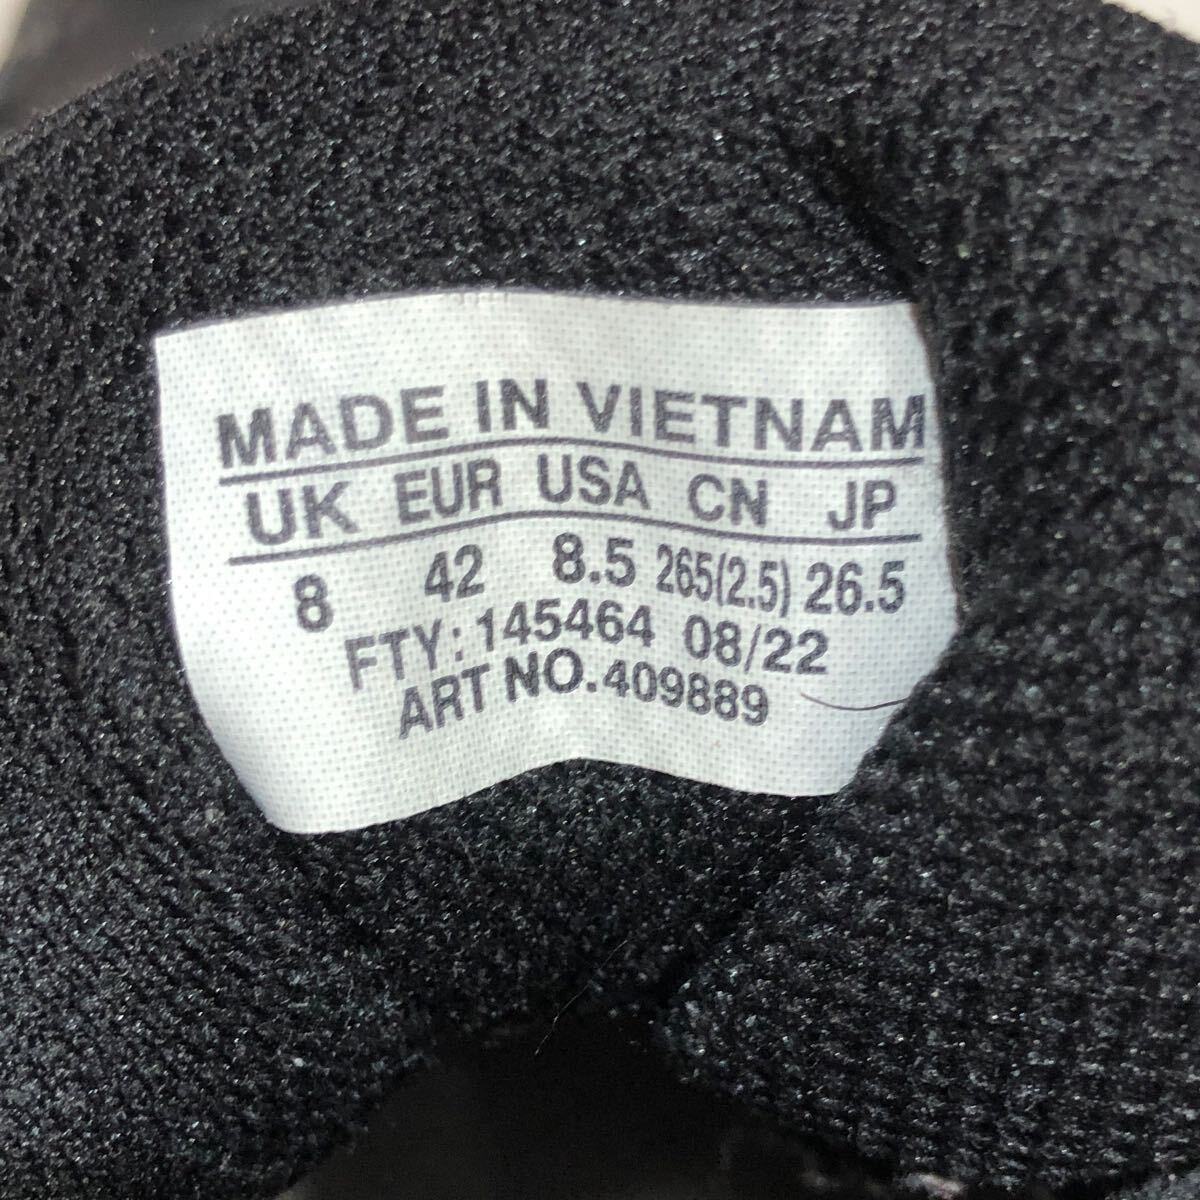 MADE IN VIETNAM
UK EUR USA CN JP
8 42 8.5 265(2.5) 26.5
FTY: 145464 08/22
ART NO.409889